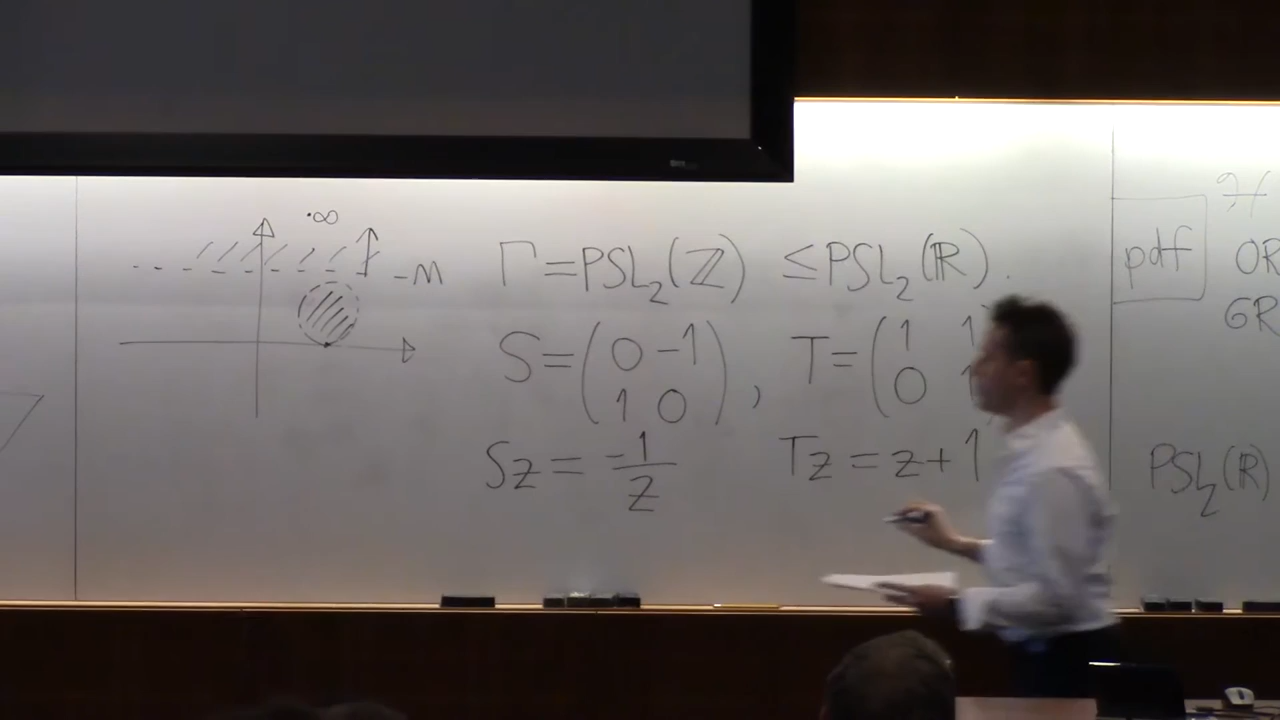 ∞
-M
Γ=PSL₂(ℤ) ≤PSL₂(ℝ).
S=(0 -1
1 0), T=(1 1
0 1
Sz = -1/z Tz = z+1
pdf
OR
GR
PSL₂(ℝ)